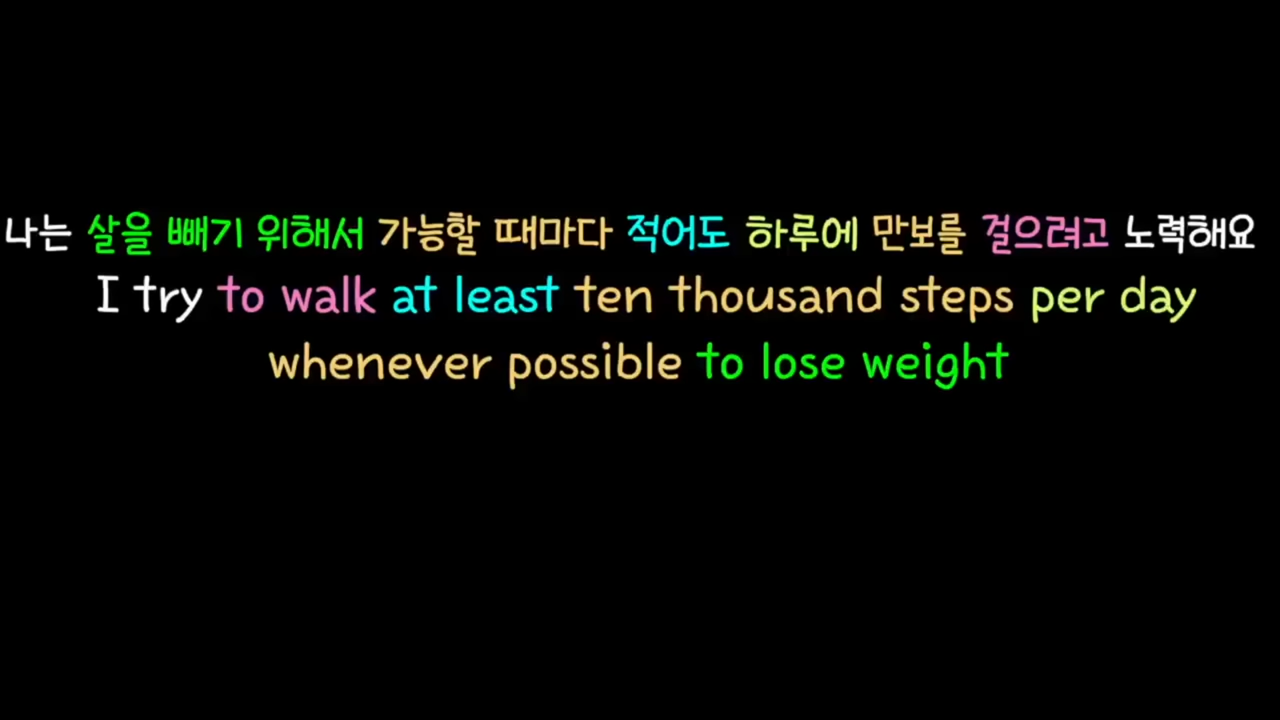 나는 살을 빼기 위해서 가능할 때마다 적어도 하루에 만보를 걸으려고 노력해요
I try to walk at least ten thousand steps per day
whenever possible to lose weight